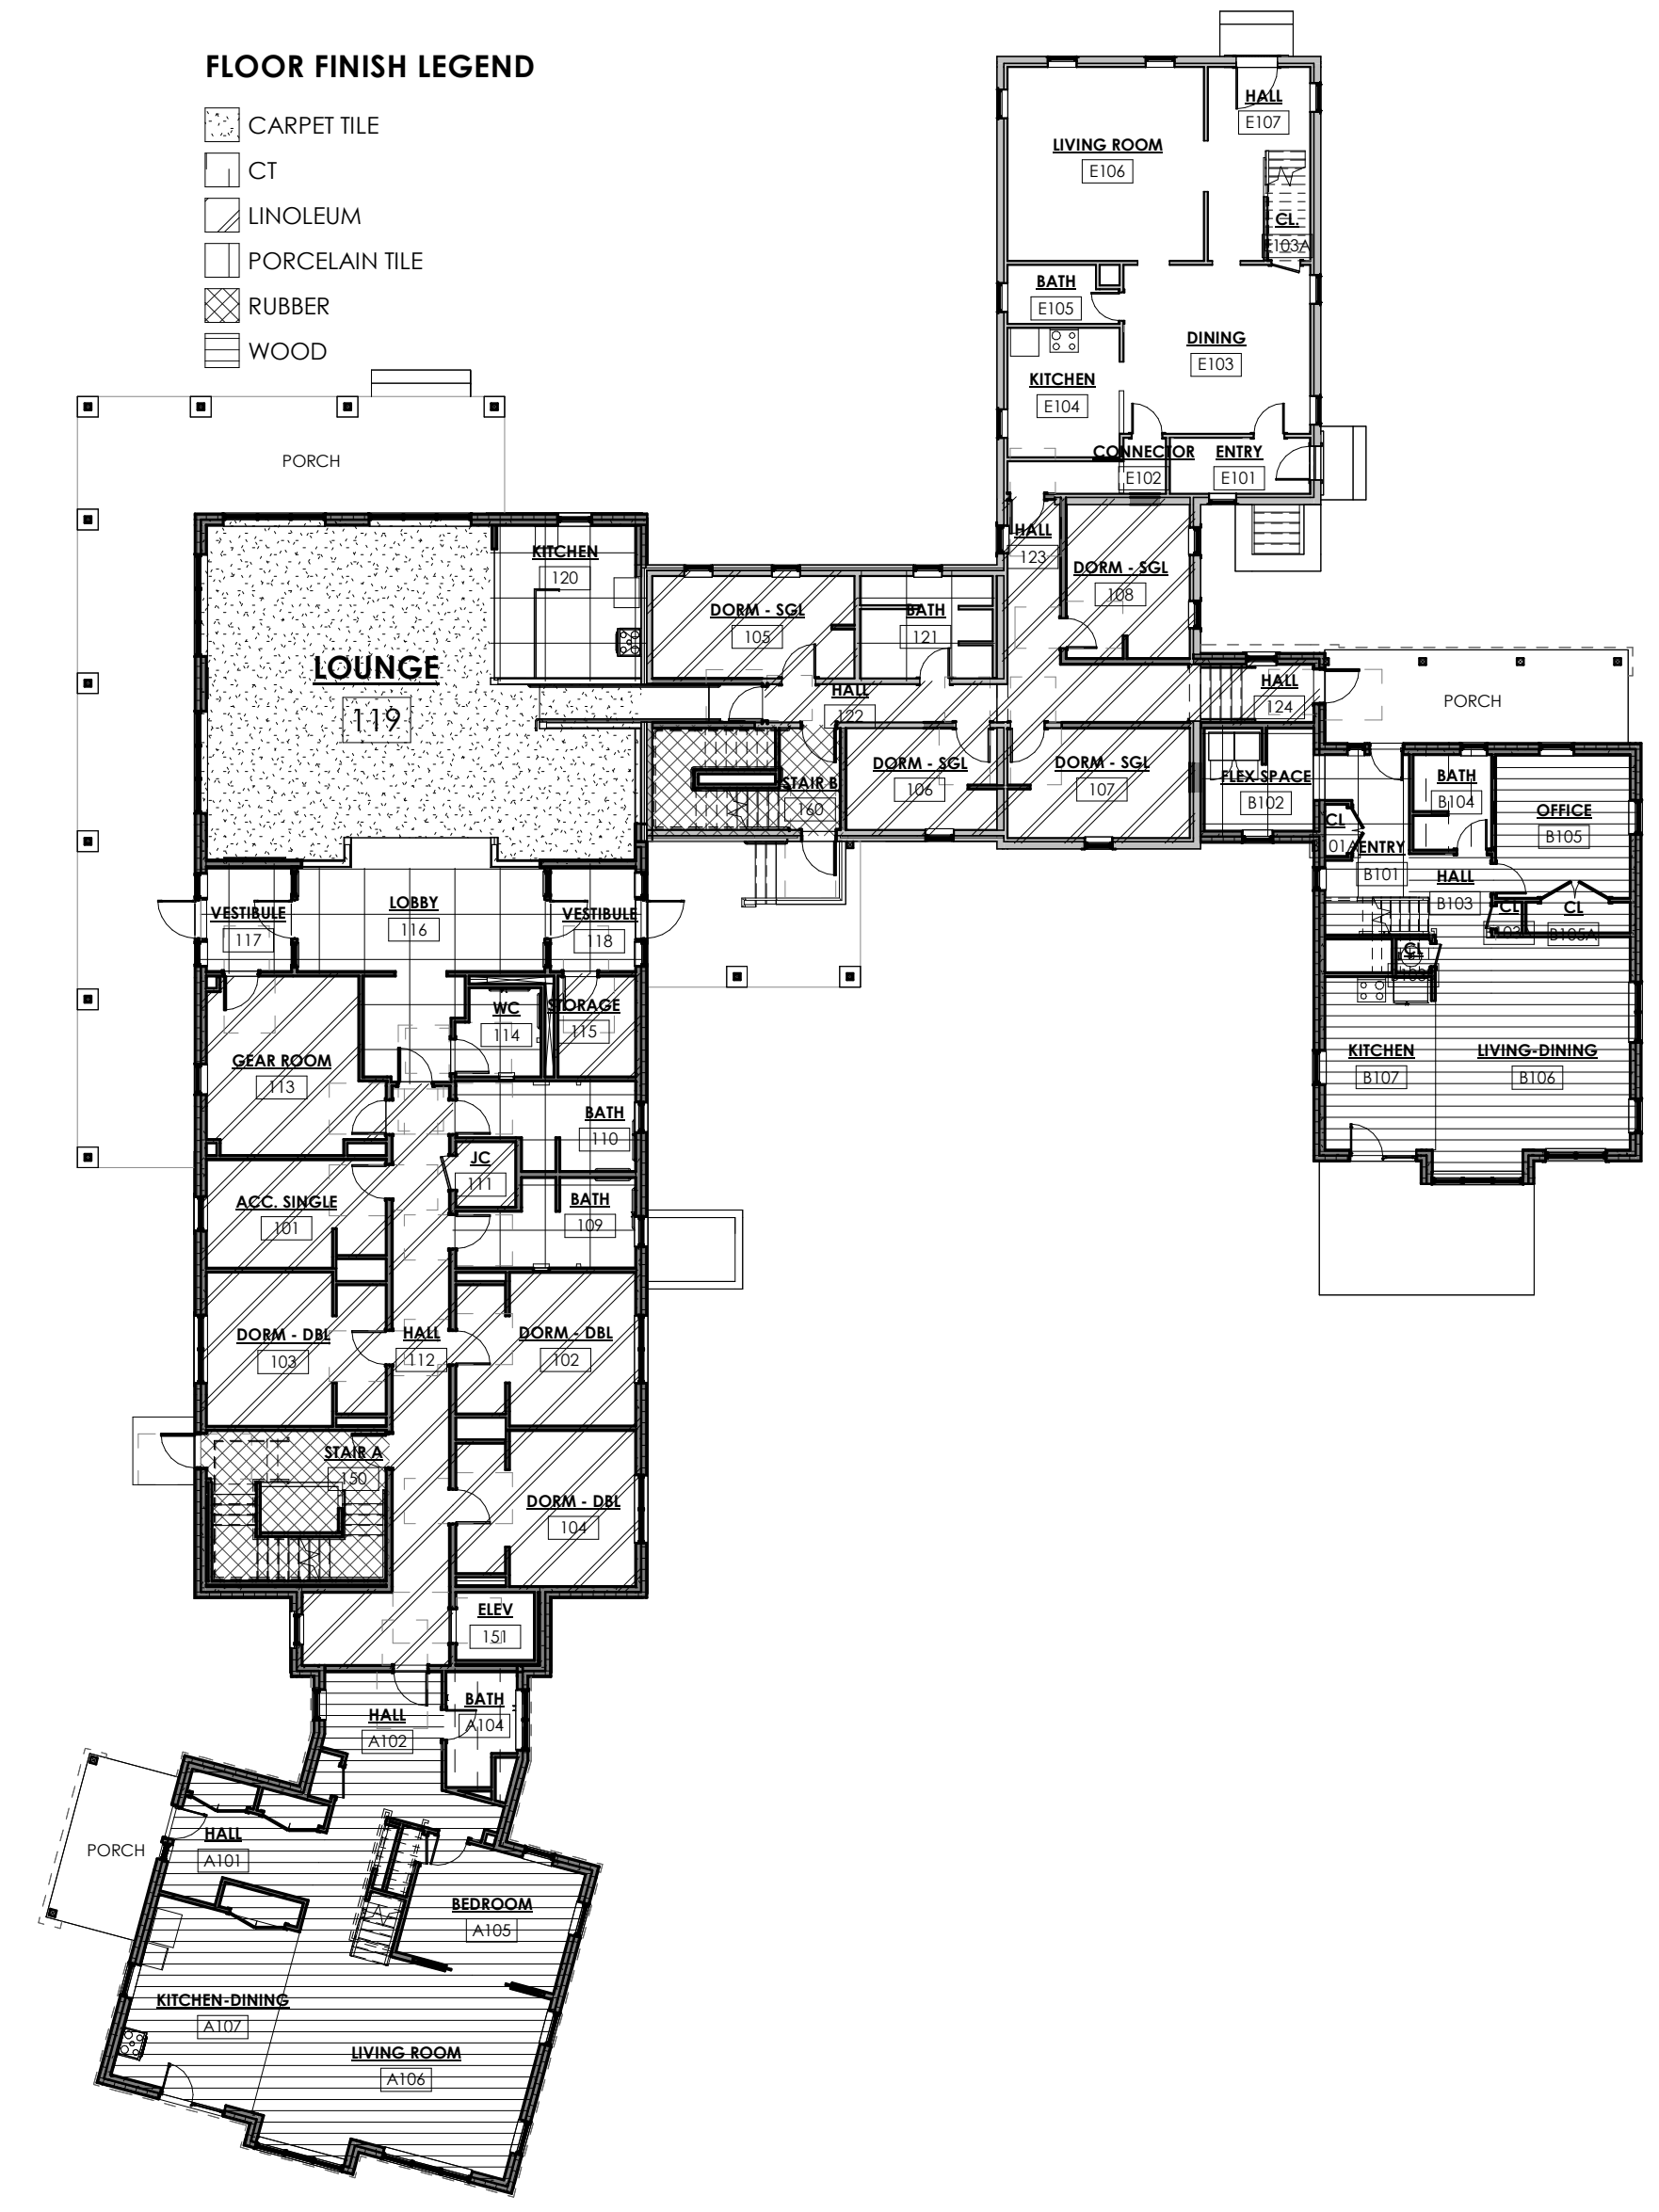 FLOOR FINISH LEGEND
CARPET TILE
CT
LINOLEUM
PORCELAIN TILE
RUBBER
WOOD
HALL
E107
LIVING ROOM
E106
CL.
E103A
BATH
E105
DINING
E103
KITCHEN
E104
CONNECTOR
E102
ENTRY
E101
PORCH
KITCHEN
120
HALL
123
DORM - SGL
108
DORM - SGL
105
BATH
121
LOUNGE
119
HALL
122
HALL
124
PORCH
STAIR B
160
DORM - SGL
106
DORM - SGL
107
FLEX SPACE
B102
BATH
B104
OFFICE
B105
CL
01A
ENTRY
B101
HALL
B103
CL
CL
B105A
CL
VESTIBULE
117
LOBBY
116
VESTIBULE
118
WC
114
STORAGE
115
GEAR ROOM
113
KITCHEN
B107
LIVING-DINING
B106
BATH
110
JC
111
BATH
109
ACC. SINGLE
101
DORM - DBL
103
HALL
112
DORM - DBL
102
STAIR A
150
DORM - DBL
104
ELEV
151
HALL
A102
BATH
A104
PORCH
HALL
A101
BEDROOM
A105
KITCHEN-DINING
A107
LIVING ROOM
A106